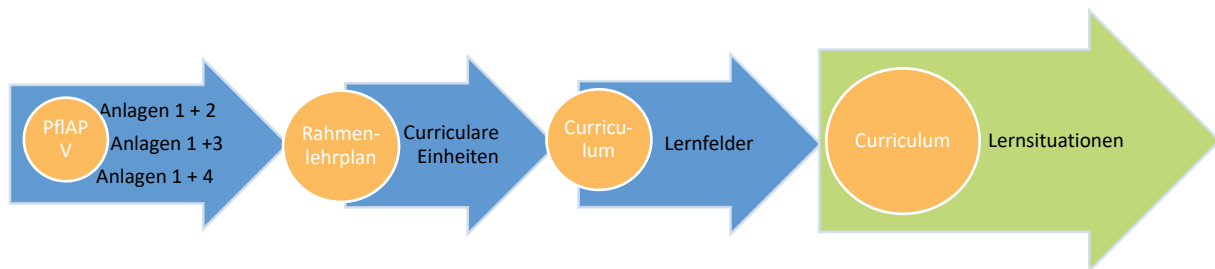 PflAP
V
Anlagen 1 + 2
Anlagen 1 +3
Anlagen 1 + 4
Rahmen-
lehrplan
Curriculare
Einheiten
Curricu-
lum
Lernfelder
Curriculum
Lernsituationen